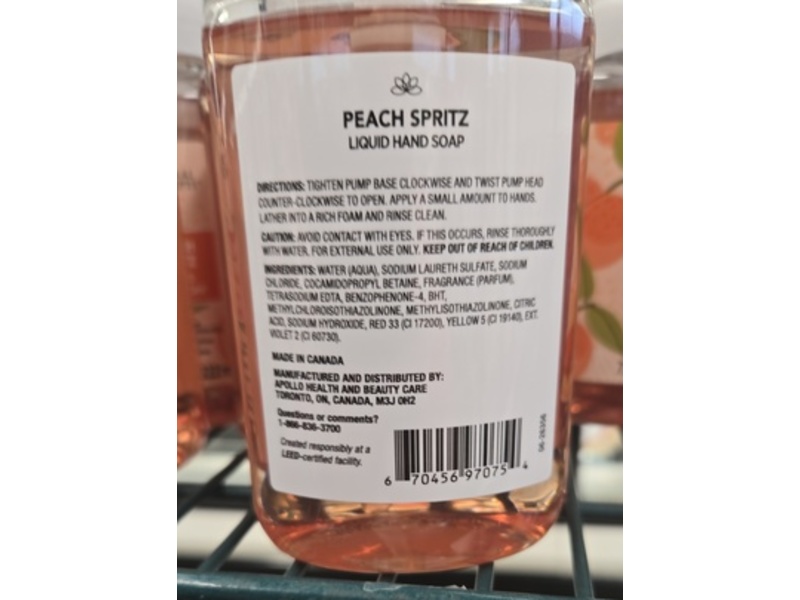 PEACH SPRITZ
LIQUID HAND SOAP
DIRECTIONS: TIGHTEN PUMP BASE CLOCKWISE AND TWIST PUMP HEAD
COUNTER-CLOCKWISE TO OPEN. APPLY A SMALL AMOUNT TO HANDS.
LATHER INTO A RICH FOAM AND RINSE CLEAN.
CAUTION: AVOID CONTACT WITH EYES. IF THIS OCCURS, RINSE THOROUGHLY
WITH WATER. FOR EXTERNAL USE ONLY. KEEP OUT OF REACH OF CHILDREN.
INGREDIENTS: WATER (AQUA), SODIUM LAURETH SULFATE, SODIUM
CHLORIDE, COCAMIDOPROPYL BETAINE, FRAGRANCE (PARFUM),
TETRASODIUM EDTA, BENZOPHENONE-4, BHT,
METHYLCHLOROISOTHIAZOLINONE, METHYLISOTHIAZOLINONE, CITRIC
ACID, SODIUM HYDROXIDE, RED 33 (CI 17200), YELLOW 5 (CI 19140), EXT.
VIOLET 2 (CI 60730).
MADE IN CANADA
MANUFACTURED AND DISTRIBUTED BY:
APOLLO HEALTH AND BEAUTY CARE
TORONTO, ON, CANADA, M3J 0H2
Questions or comments?
1-866-836-3700
Created responsibly at a
LEED-certified facility.
6 70456 97075 4
06-26356